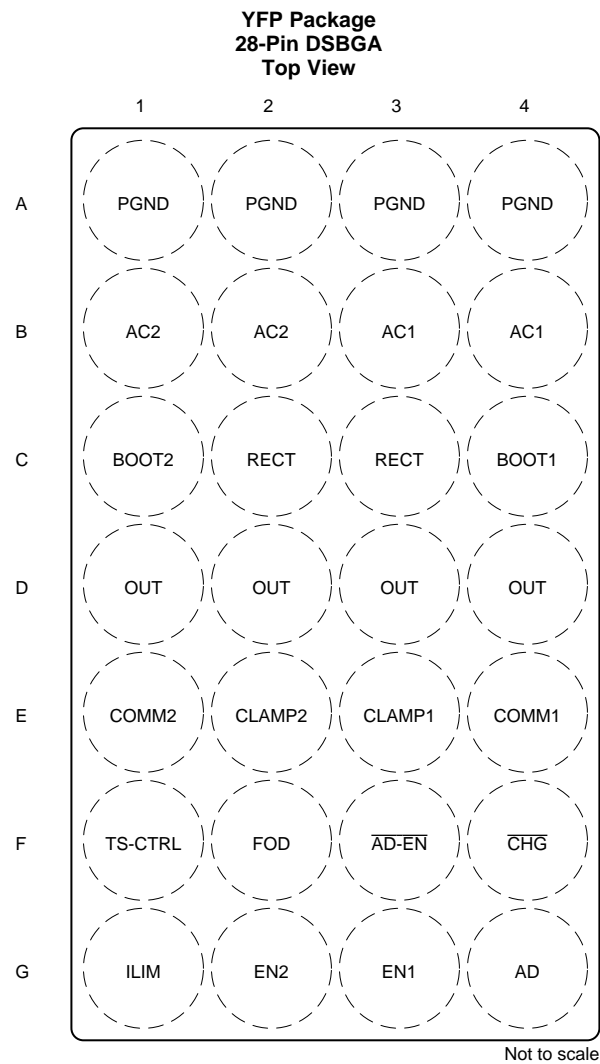 YFP Package
28-Pin DSBGA
Top View
1 2 3 4
A PGND PGND PGND PGND
B AC2 AC2 AC1 AC1
C BOOT2 RECT RECT BOOT1
D OUT OUT OUT OUT
E COMM2 CLAMP2 CLAMP1 COMM1
F TS-CTRL FOD AD-EN CHG
G ILIM EN2 EN1 AD
Not to scale